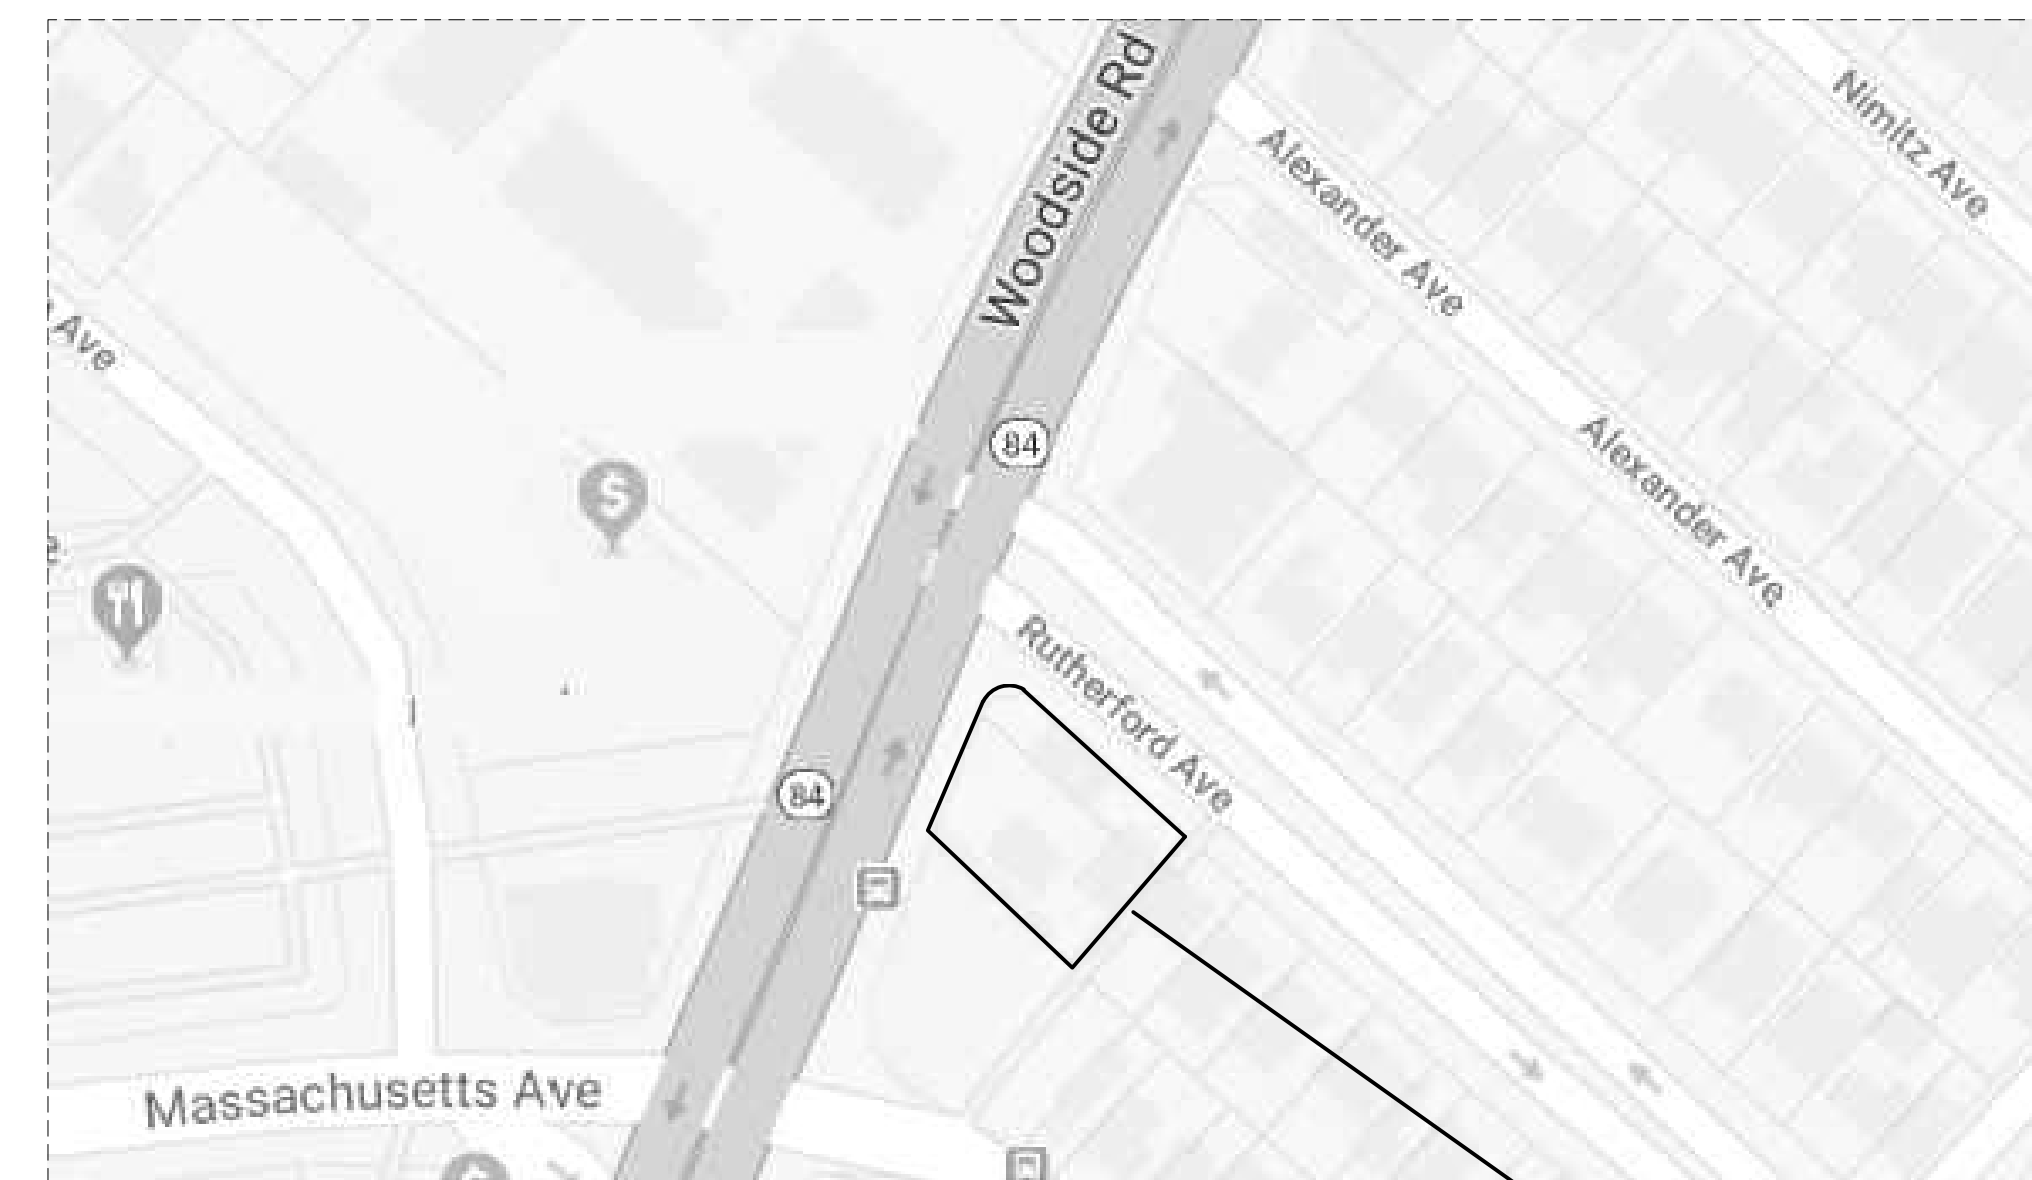 Woodside Rd
Nimitz Ave
Alexander Ave
Ave
84
Alexander Ave
S
Rutherford Ave
84
Massachusetts Ave